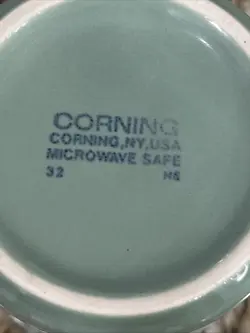 CORNING
CORNING, NY, USA
MICROWAVE SAFE
32 H6